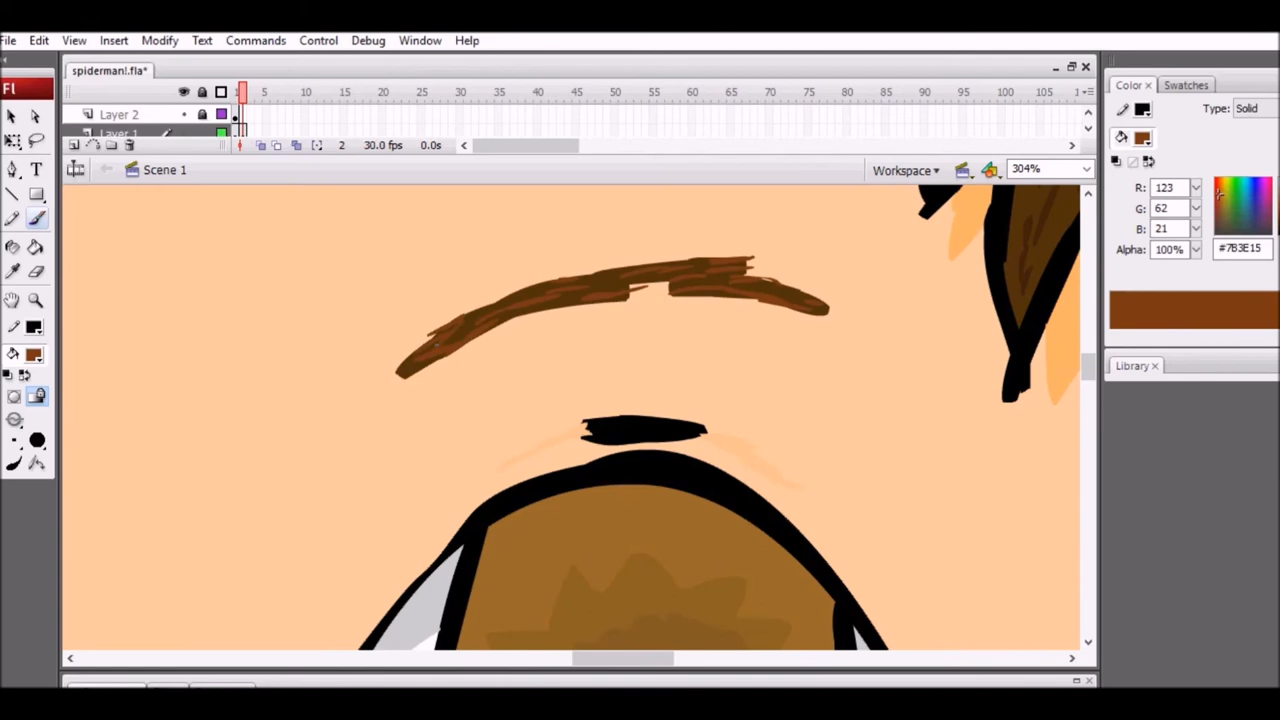 File Edit View Insert Modify Text Commands Control Debug Window Help
Fl
spiderman!.fla*
Color Swatches
5 10 15 20 25 30 35 40 45 50 55 60 65 70 75 80 85 90 95 100 105
Type: Solid
Layer 2
Layer 1
2 30.0 fps 0.0s
Scene 1
Workspace 304%
R: 123
G: 62
B: 21
Alpha: 100% #7B3E15
Library